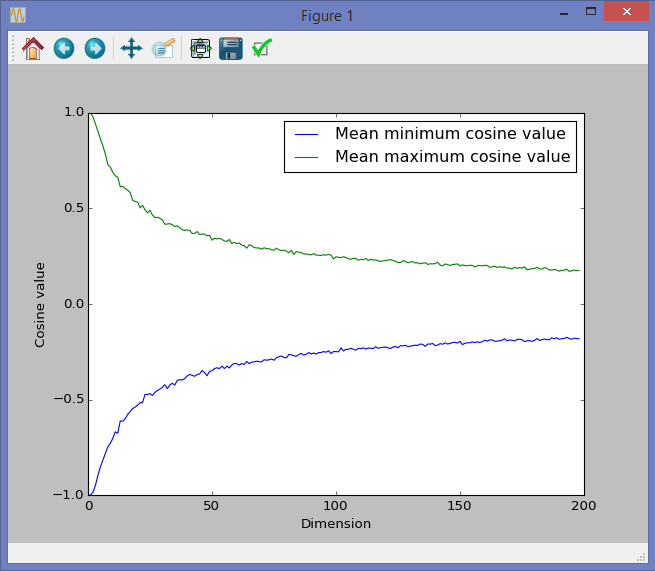 Figure 1
1.0
0.5
0.0
−0.5
−1.0
Cosine value
Mean minimum cosine value
Mean maximum cosine value
0 50 100 150 200
Dimension